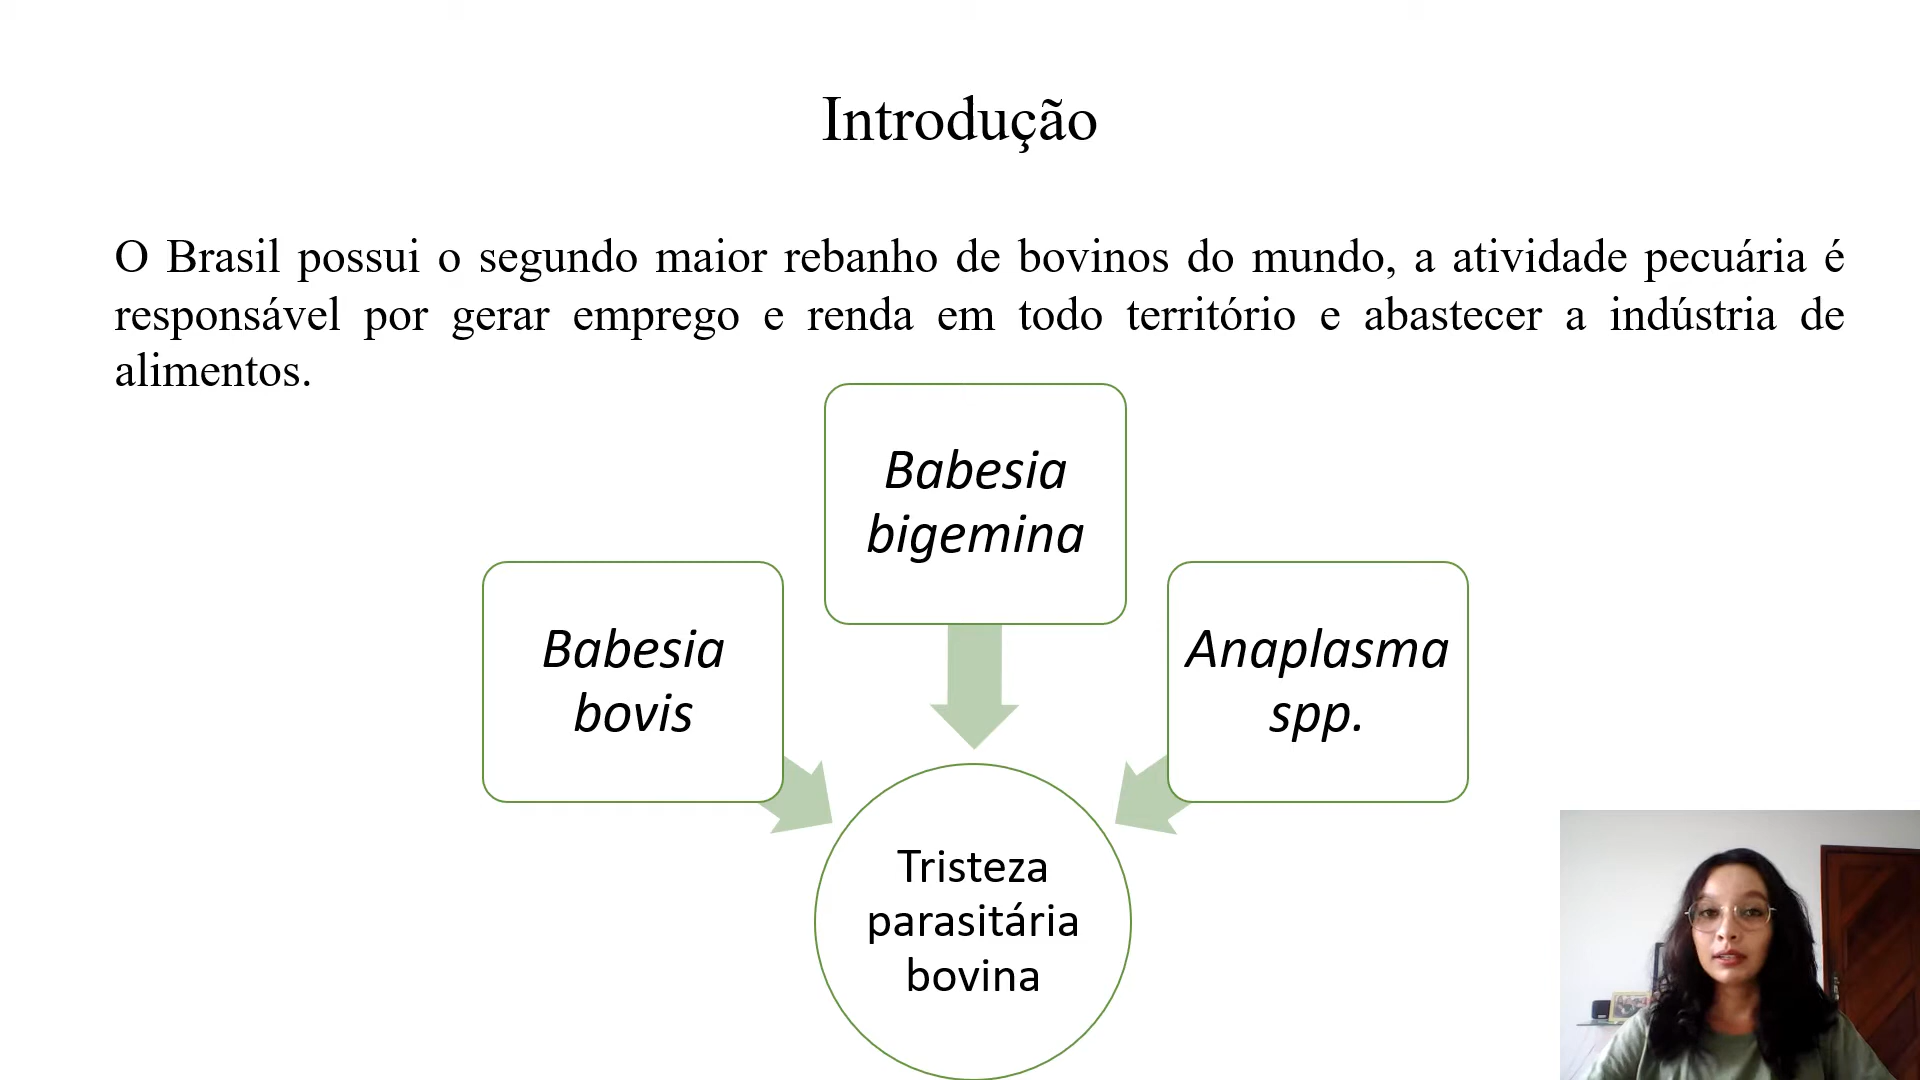 Introdução
O Brasil possui o segundo maior rebanho de bovinos do mundo, a atividade pecuária é
responsável por gerar emprego e renda em todo território e abastecer a indústria de
alimentos.
Babesia
bigemina
Babesia
bovis
Anaplasma
spp.
Tristeza
parasitária
bovina